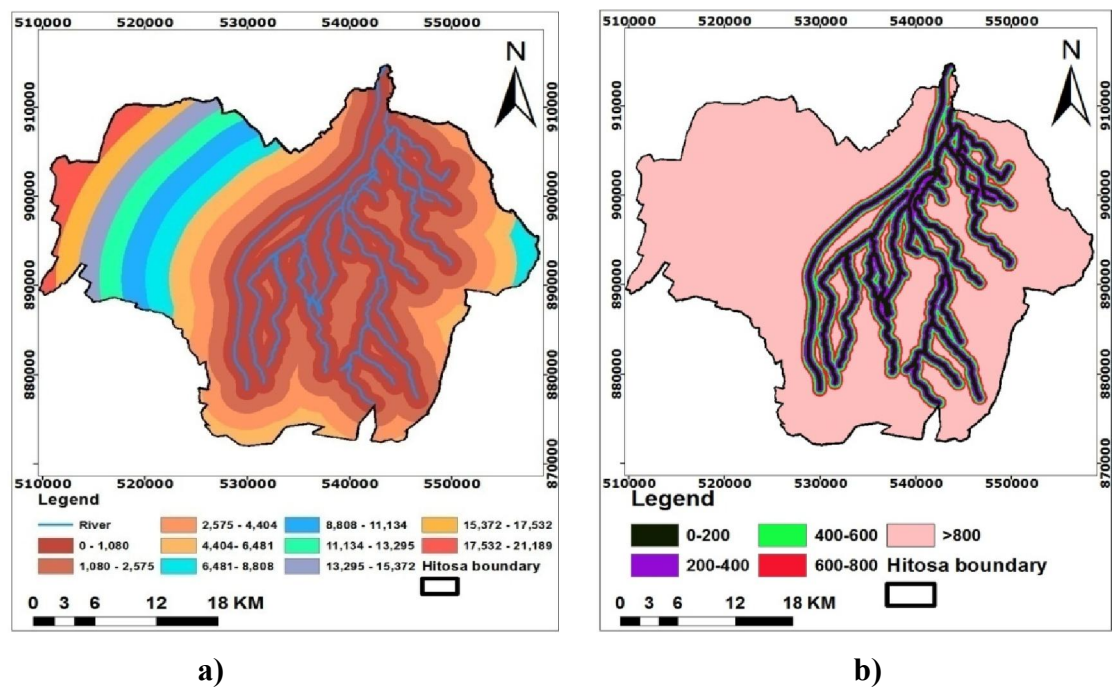 510000 520000 530000 540000 550000
N
910000
900000
890000
880000
870000
510000 520000 530000 540000 550000
Legend
River
0 - 1,080
1,080 - 2,575
2,575 - 4,404
4,404- 6,481
6,481 - 8,808
8,808 - 11,134
11,134 - 13,295
13,295 - 15,372
15,372 - 17,532
17,532 - 21,189
Hitosa boundary
0 3 6 12 18 KM
a)
510000 520000 530000 540000 550000
N
910000 910000
900000 900000
890000 890000
880000 880000
870000
510000 520000 530000 540000 550000
Legend
0-200
200-400
400-600
600-800
>800
Hitosa boundary
0 3 6 12 18 KM
b)